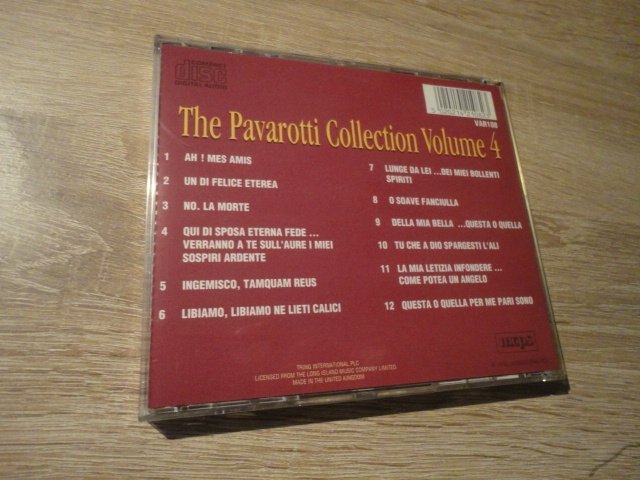 COMPACT
disc
DIGITAL AUDIO
VAR188
The Pavarotti Collection Volume 4
1 AH ! MES AMIS
2 UN DI FELICE ETEREA
3 NO. LA MORTE
4 QUI DI SPOSA ETERNA FEDE ...
VERRANNO A TE SULL'AURE I MIEI
SOSPIRI ARDENTE
5 INGEMISCO, TAMQUAM REUS
6 LIBIAMO, LIBIAMO NE LIETI CALICI
7 LUNGE DA LEI ...DEI MIEI BOLLENTI
SPIRITI
8 O SOAVE FANCIULLA
9 DELLA MIA BELLA ...QUESTA O QUELLA
10 TU CHE A DIO SPARGESTI L'ALI
11 LA MIA LETIZIA INFONDERE ...
COME POTEA UN ANGELO
12 QUESTA O QUELLA PER ME PARI SONO
mcps
TRING INTERNATIONAL PLC
LICENSED FROM THE LONG ISLAND MUSIC COMPANY LIMITED.
MADE IN THE UNITED KINGDOM